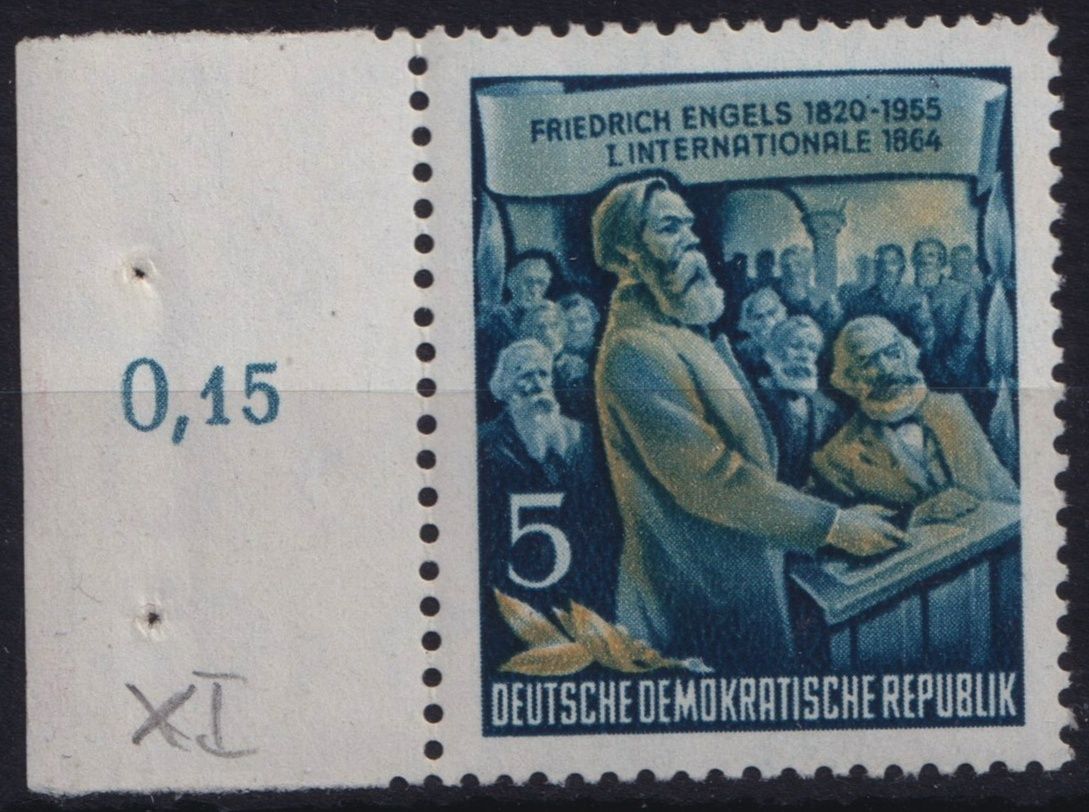 FRIEDRICH ENGELS 1820-1955
I. INTERNATIONALE 1864
0,15
5
XI
DEUTSCHE DEMOKRATISCHE REPUBLIK